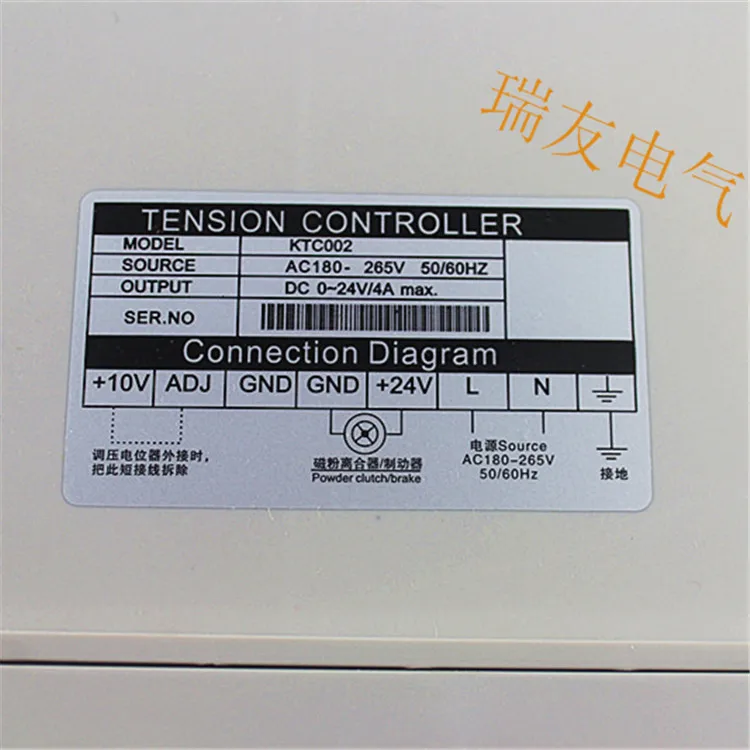 瑞友电气
TENSION CONTROLLER
MODEL KTC002
SOURCE AC180- 265V 50/60HZ
OUTPUT DC 0~24V/4A max.
SER.NO
Connection Diagram
+10V ADJ GND GND +24V L N
调压电位器外接时,
把此短接线拆除
磁粉离合器/制动器
Powder clutch/brake
电源Source
AC180-265V
50/60Hz
接地